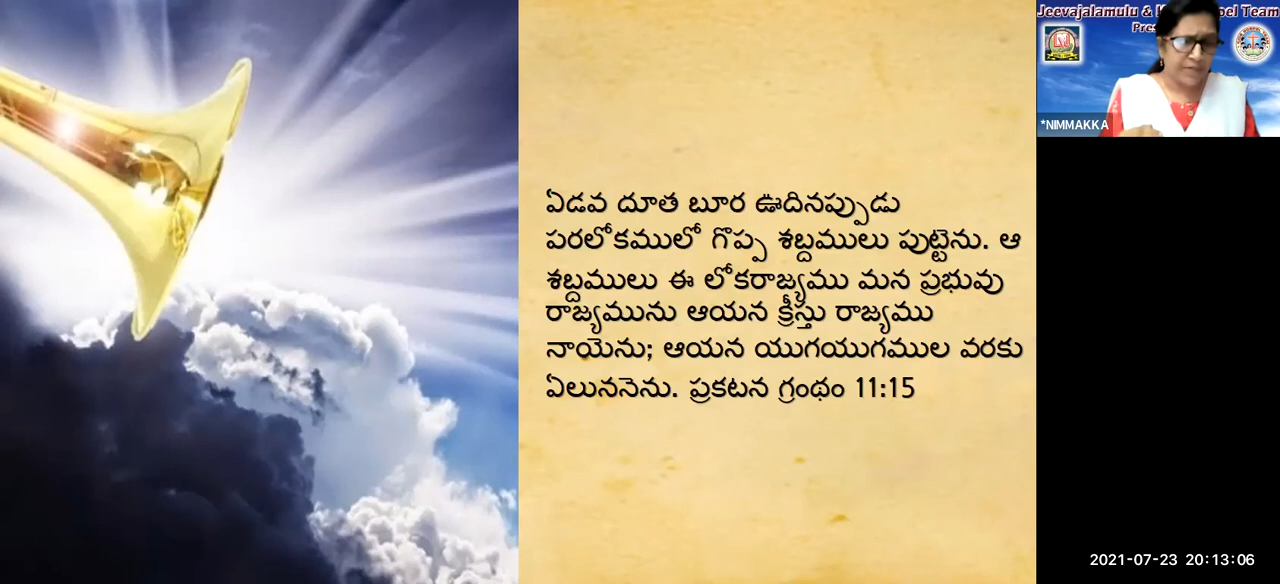 ఏడవ దూత బూర ఊదినప్పుడు
పరలోకములో గొప్ప శబ్దములు పుట్టెను. ఆ
శబ్దములు ఈ లోకరాజ్యము మన ప్రభువు
రాజ్యమును ఆయన క్రీస్తు రాజ్యము
నాయెను; ఆయన యుగయుగముల వరకు
ఏలుననెను. ప్రకటన గ్రంథం 11:15
Jeevajalamulu & Team
*NIMMAKKA
2021-07-23 20:13:06